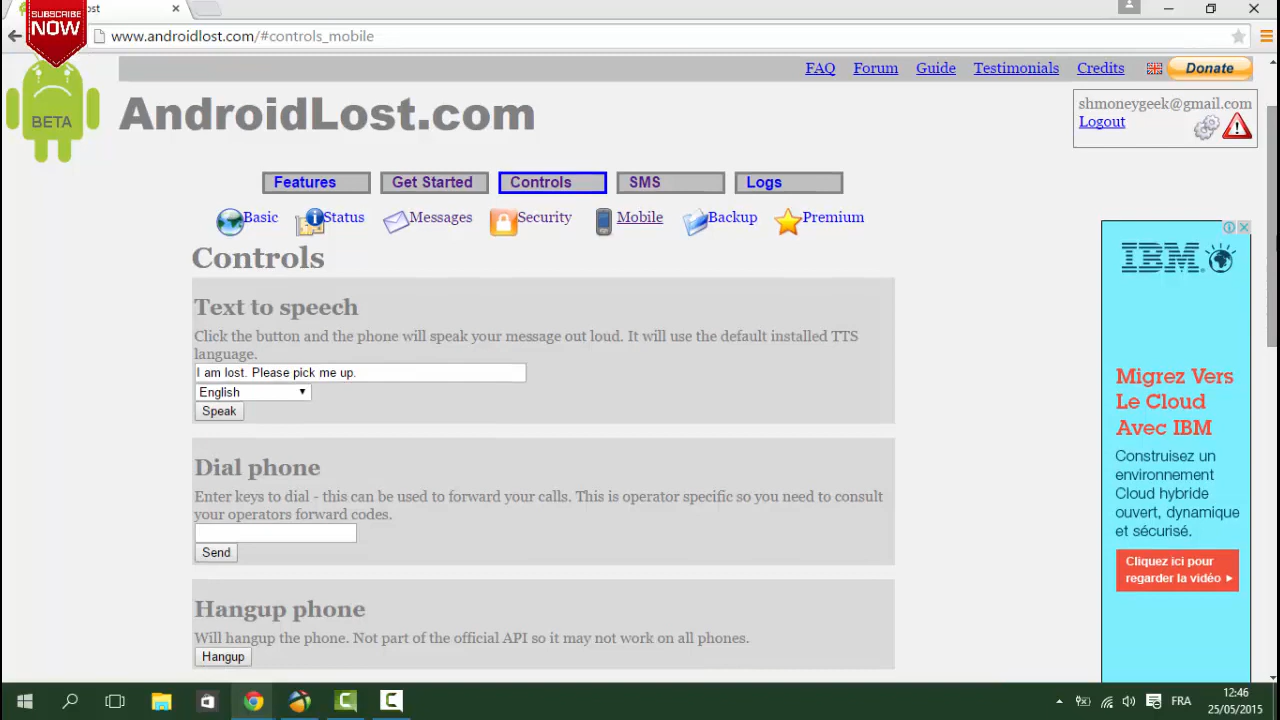 SUBSCRIBE
NOW
ost
www.androidlost.com/#controls_mobile
FAQ Forum Guide Testimonials Credits Donate
BETA
AndroidLost.com
shmoneygeek@gmail.com
Logout
Features Get Started Controls SMS Logs
Basic Status Messages Security Mobile Backup Premium
Controls
Text to speech
Click the button and the phone will speak your message out loud. It will use the default installed TTS
language.
I am lost. Please pick me up.
English
Speak
Dial phone
Enter keys to dial - this can be used to forward your calls. This is operator specific so you need to consult
your operators forward codes.
Send
Hangup phone
Will hangup the phone. Not part of the official API so it may not work on all phones.
Hangup
IBM
Migrez Vers
Le Cloud
Avec IBM
Construisez un
environnement
Cloud hybride
ouvert, dynamique
et sécurisé.
Cliquez ici pour
regarder la vidéo
FRA
12:46
25/05/2015